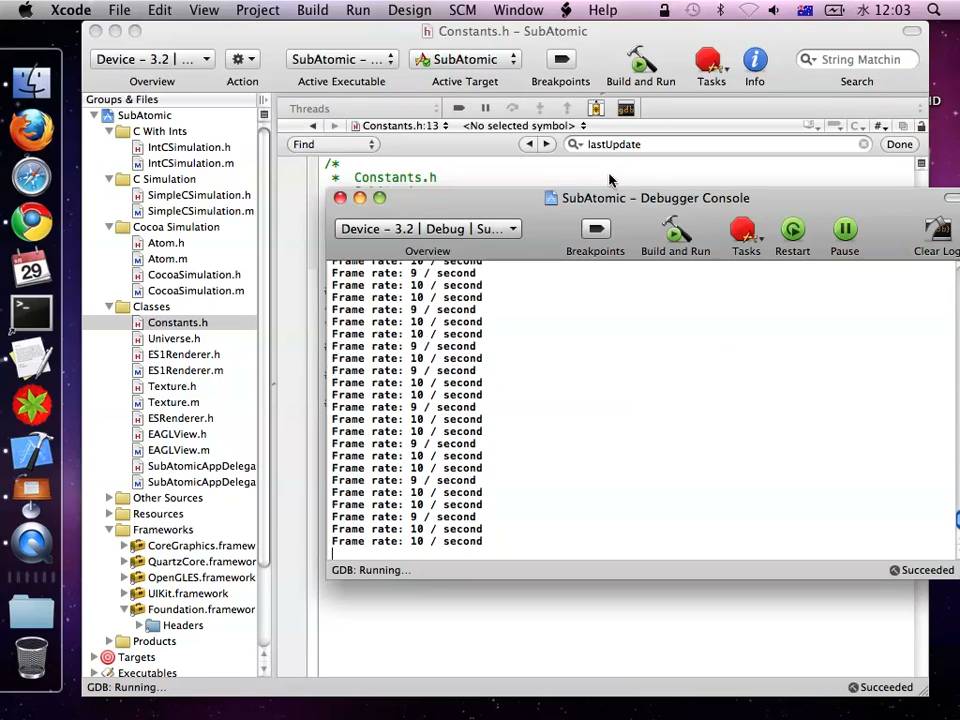 Xcode File Edit View Project Build Run Design SCM Window Help 水 12:03
Constants.h - SubAtomic
Device - 3.2 | ... SubAtomic - ... SubAtomic String Matchin
Overview Action Active Executable Active Target Breakpoints Build and Run Tasks Info Search
Groups & Files Threads
SubAtomic Constants.h:13 <No selected symbol> C #
C With Ints Find lastUpdate Done
IntCSimulation.h
IntCSimulation.m
C Simulation
SimpleCSimulation.h
SimpleCSimulation.m
Cocoa Simulation
Atom.h
Atom.m
CocoaSimulation.h
CocoaSimulation.m
Classes
Constants.h
Universe.h
ES1Renderer.h
ES1Renderer.m
Texture.h
Texture.m
ESRenderer.h
EAGLView.h
EAGLView.m
SubAtomicAppDelega
SubAtomicAppDelega
Other Sources
Resources
Frameworks
CoreGraphics.framew
QuartzCore.framewo
OpenGLES.framewor
UIKit.framework
Foundation.framewor
Headers
Products
Targets
Executables
/*
* Constants.h
SubAtomic – Debugger Console
Device - 3.2 | Debug | Su...
Overview Breakpoints Build and Run Tasks Restart Pause Clear Log
Frame rate: 10 / second
Frame rate: 9 / second
Frame rate: 10 / second
Frame rate: 10 / second
Frame rate: 9 / second
Frame rate: 10 / second
Frame rate: 10 / second
Frame rate: 9 / second
Frame rate: 10 / second
Frame rate: 9 / second
Frame rate: 10 / second
Frame rate: 10 / second
Frame rate: 9 / second
Frame rate: 10 / second
Frame rate: 10 / second
Frame rate: 9 / second
Frame rate: 10 / second
Frame rate: 10 / second
Frame rate: 9 / second
Frame rate: 10 / second
Frame rate: 10 / second
Frame rate: 9 / second
Frame rate: 10 / second
Frame rate: 10 / second
GDB: Running... Succeeded
GDB: Running... Succeeded
29